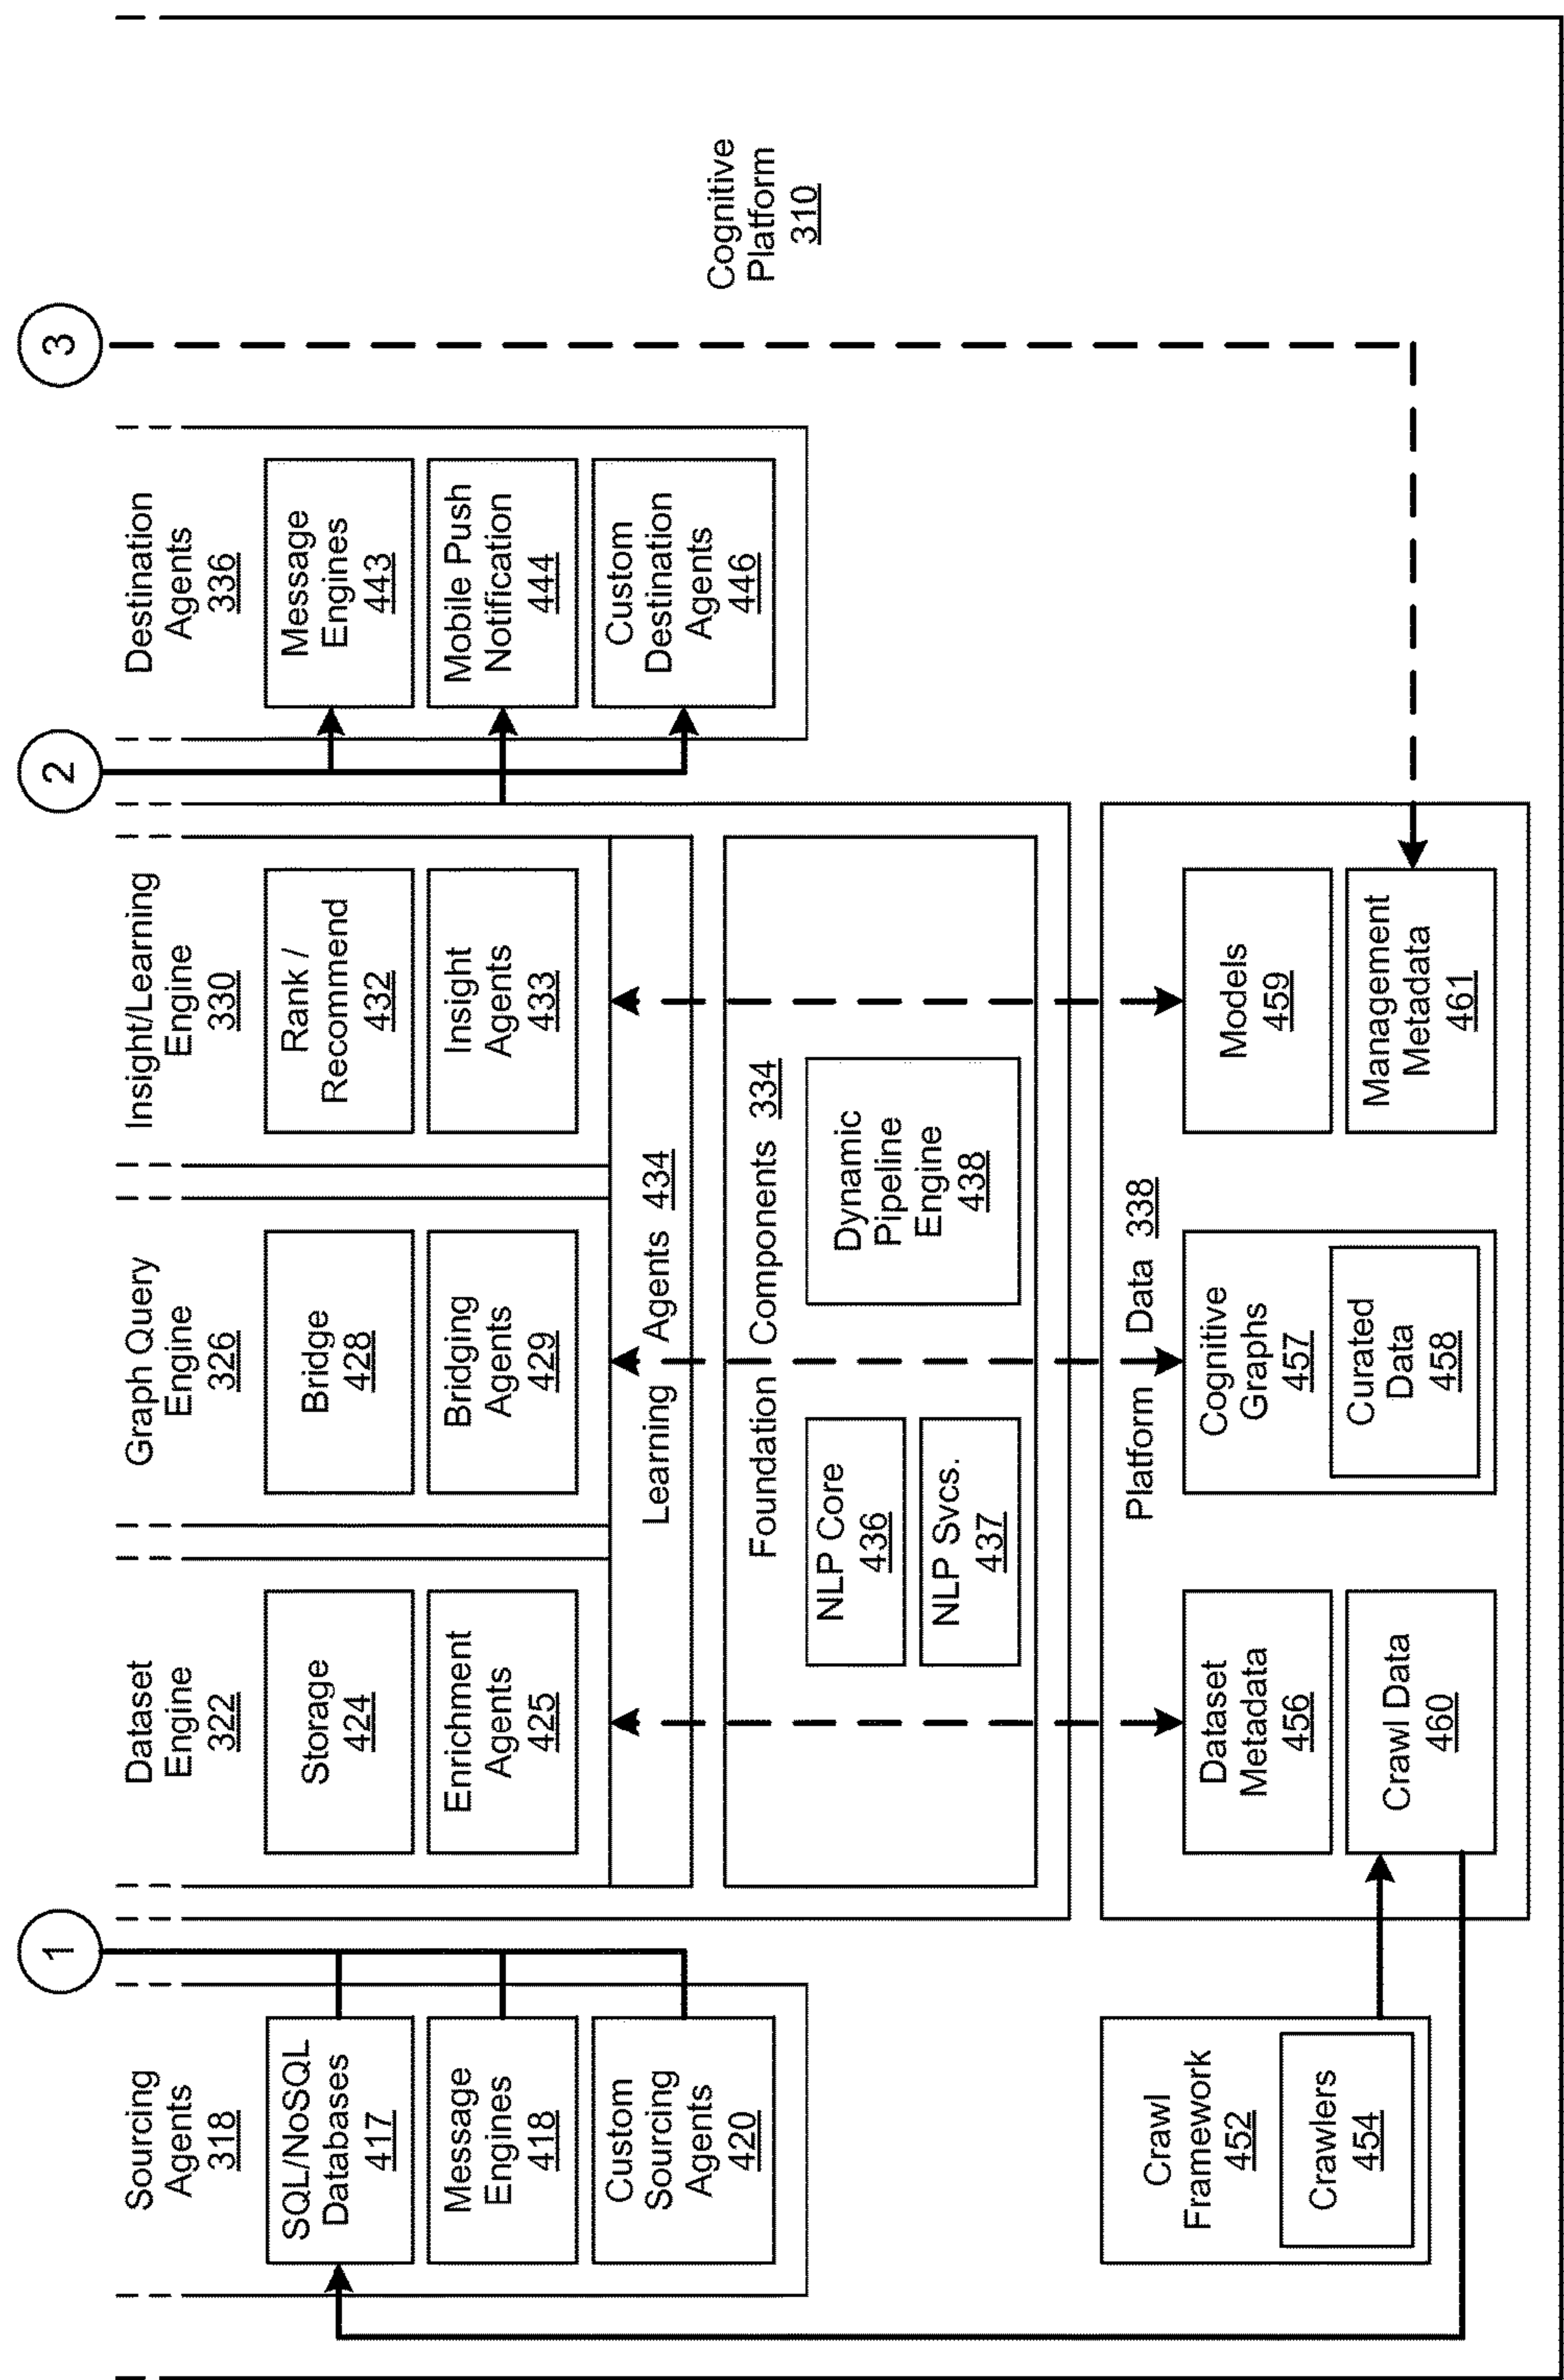 1
2
3
Sourcing
Agents
318
SQL/NoSQL
Databases
417
Message
Engines
418
Custom
Sourcing
Agents
420
Dataset
Engine
322
Storage
424
Enrichment
Agents
425
Graph Query
Engine
326
Bridge
428
Bridging
Agents
429
Insight/Learning
Engine
330
Rank /
Recommend
432
Insight
Agents
433
Learning Agents 434
Foundation Components 334
NLP Core
436
NLP Svcs.
437
Dynamic
Pipeline
Engine
438
Destination
Agents
336
Message
Engines
443
Mobile Push
Notification
444
Custom
Destination
Agents
446
Cognitive
Platform
310
Crawl
Framework
452
Crawlers
454
Platform Data 338
Dataset
Metadata
456
Crawl Data
460
Cognitive
Graphs
457
Curated
Data
458
Models
459
Management
Metadata
461